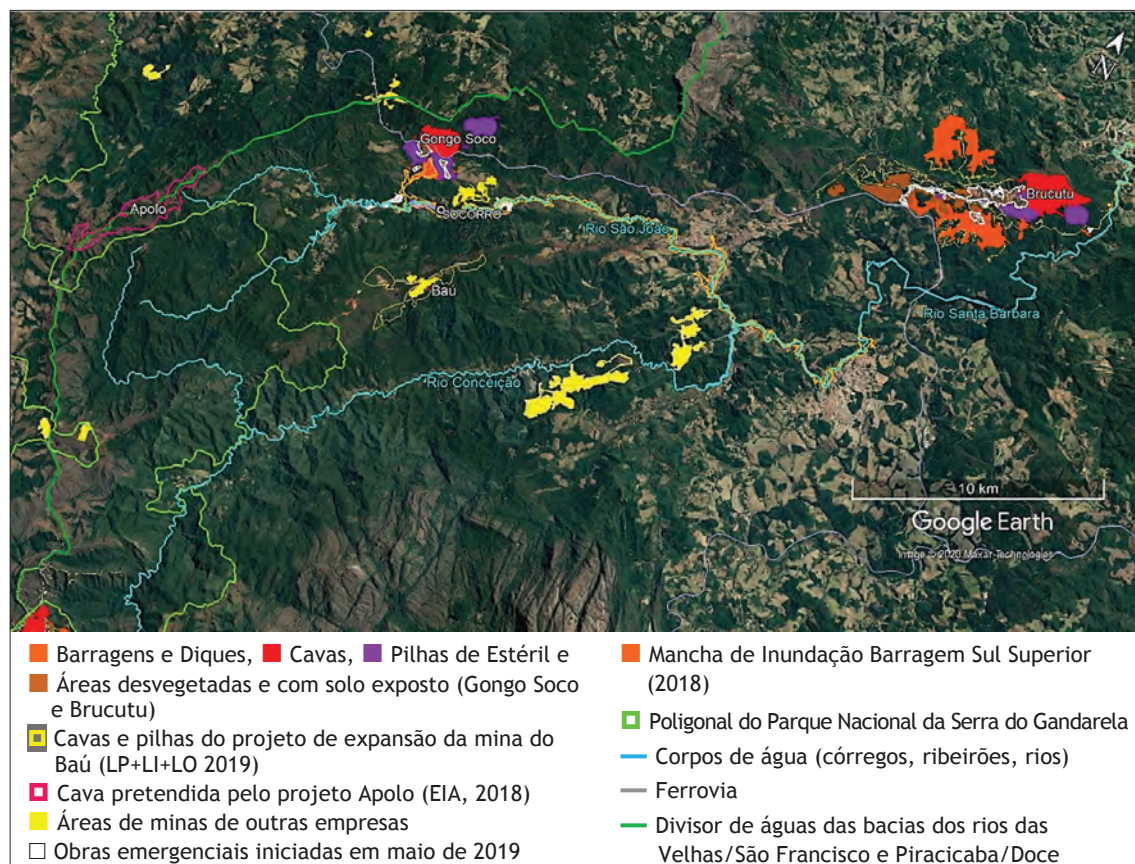 N
Gongo Soco
Apolo
SOCORRO
Brucutu
Rio São João
Baú
Rio Santa Bárbara
Rio Conceição
10 km
Google Earth
Image © 2020 Maxar Technologies
Barragens e Diques, Cavas, Pilhas de Estéril e
Áreas desvegetadas e com solo exposto (Gongo Soco
e Brucutu)
Cavas e pilhas do projeto de expansão da mina do
Baú (LP+LI+LO 2019)
Cava pretendida pelo projeto Apolo (EIA, 2018)
Áreas de minas de outras empresas
Obras emergenciais iniciadas em maio de 2019
Mancha de Inundação Barragem Sul Superior
(2018)
Poligonal do Parque Nacional da Serra do Gandarela
Corpos de água (córregos, ribeirões, rios)
Ferrovia
Divisor de águas das bacias dos rios das
Velhas/São Francisco e Piracicaba/Doce